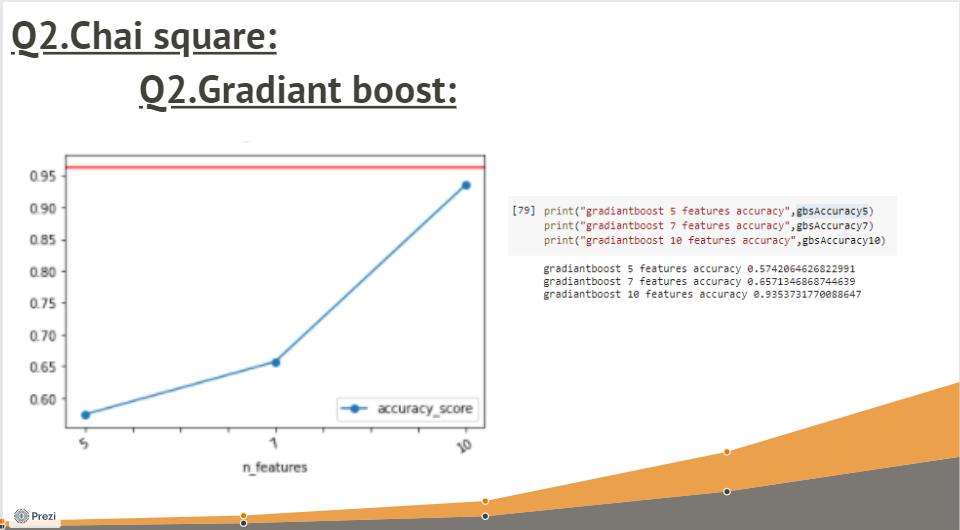 Q2.Chai square:
Q2.Gradiant boost:
0.95
0.90
0.85
0.80
0.75
0.70
0.65
0.60
accuracy_score
5
7
10
n_features
[79] print("gradiantboost 5 features accuracy",gbsAccuracy5)
print("gradiantboost 7 features accuracy",gbsAccuracy7)
print("gradiantboost 10 features accuracy",gbsAccuracy10)
gradiantboost 5 features accuracy 0.5742064626822991
gradiantboost 7 features accuracy 0.6571346868744639
gradiantboost 10 features accuracy 0.9353731770088647
Prezi